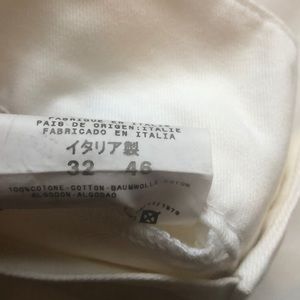 FABRIQUE EN ITALIE
PAIS DE ORIGEN:ITALIE
FABRICADO EN ITALIA
イタリア製
32 46
100%COTONE-COTTON-BAUMWOLLE-COTON
ALGODON-ALGODAO